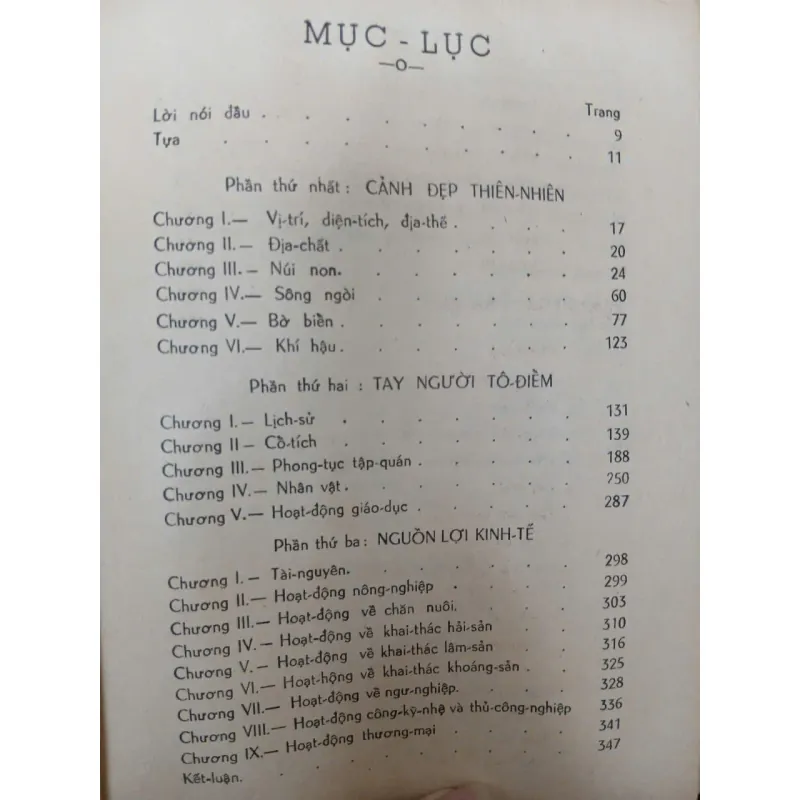 MỤC - LỤC
—o—
Trang
Lời nói đầu . . . . . . . . . . 9
Tựa . . . . . . . . . . . 11
Phần thứ nhất : CẢNH ĐẸP THIÊN-NHIÊN
Chương I.— Vị-trí, diện-tích, địa-thế . . . . 17
Chương II.— Địa-chất . . . . . . . 20
Chương III.— Núi non. . . . . . . 24
Chương IV.— Sông ngòi . . . . . . 60
Chương V.— Bờ biển . . . . . . . 77
Chương VI.— Khí hậu . . . . . . . 123
Phần thứ hai : TAY NGƯỜI TÔ-ĐIỂM
Chương I.— Lịch-sử . . . . . . . 131
Chương II — Cổ-tích . . . . . . . 139
Chương III.— Phong-tục tập-quán . . . . . 188
Chương IV.— Nhân vật . . . . . . . 250
Chương V.— Hoạt-động giáo-dục . . . . . 287
Phần thứ ba : NGUỒN LỢI KINH-TẾ
Chương I. — Tài-nguyên. . . . . . . 298
Chương II.— Hoạt-động nông-nghiệp . . . . 299
Chương III.— Hoạt-động về chăn nuôi. . . . 303
Chương IV.— Hoạt-động về khai-thác hải-sản . . 310
Chương V. — Hoạt-động về khai-thác lâm-sản . . 316
Chương VI.— Hoạt-hộng về khai-thác khoáng-sản . . 325
Chương VII.— Hoạt-động về ngư-nghiệp. . . . 328
Chương VIII.— Hoạt-động công-kỹ-nhệ và thủ-công-nghiệp 336
Chương IX.— Hoạt-động thương-mại . . . . 341
Kết-luận. . . . . . . . . . 347